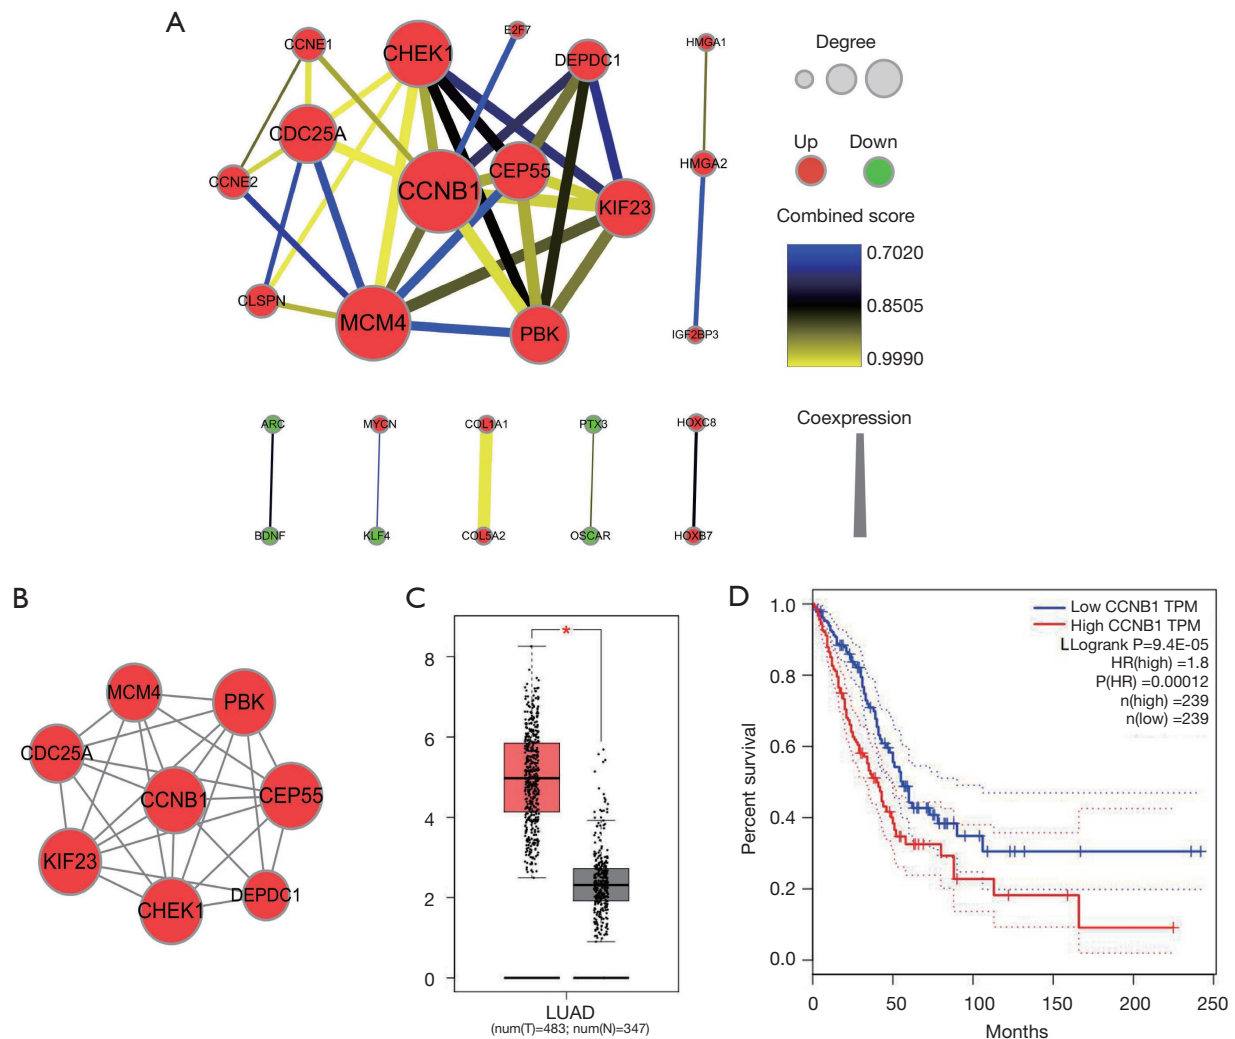 A
E2F7
CCNE1
CHEK1
DEPDC1
HMGA1
CDC25A
CCNE2
CCNB1
CEP55
KIF23
HMGA2
CLSPN
MCM4
PBK
IGF2BP3
Degree
Up
Down
Combined score
0.7020
0.8505
0.9990
ARC
MYCN
COL1A1
PTX3
HOXC8
BDNF
KLF4
COL5A2
OSCAR
HOXB7
Coexpression
B
MCM4
PBK
CDC25A
CCNB1
CEP55
KIF23
CHEK1
DEPDC1
C
8
6
4
2
0
*
LUAD
(num(T)=483; num(N)=347)
D
Percent survival
1.0
0.8
0.6
0.4
0.2
0.0
Low CCNB1 TPM
High CCNB1 TPM
LLogrank P=9.4E-05
HR(high) =1.8
P(HR) =0.00012
n(high) =239
n(low) =239
0 50 100 150 200 250
Months